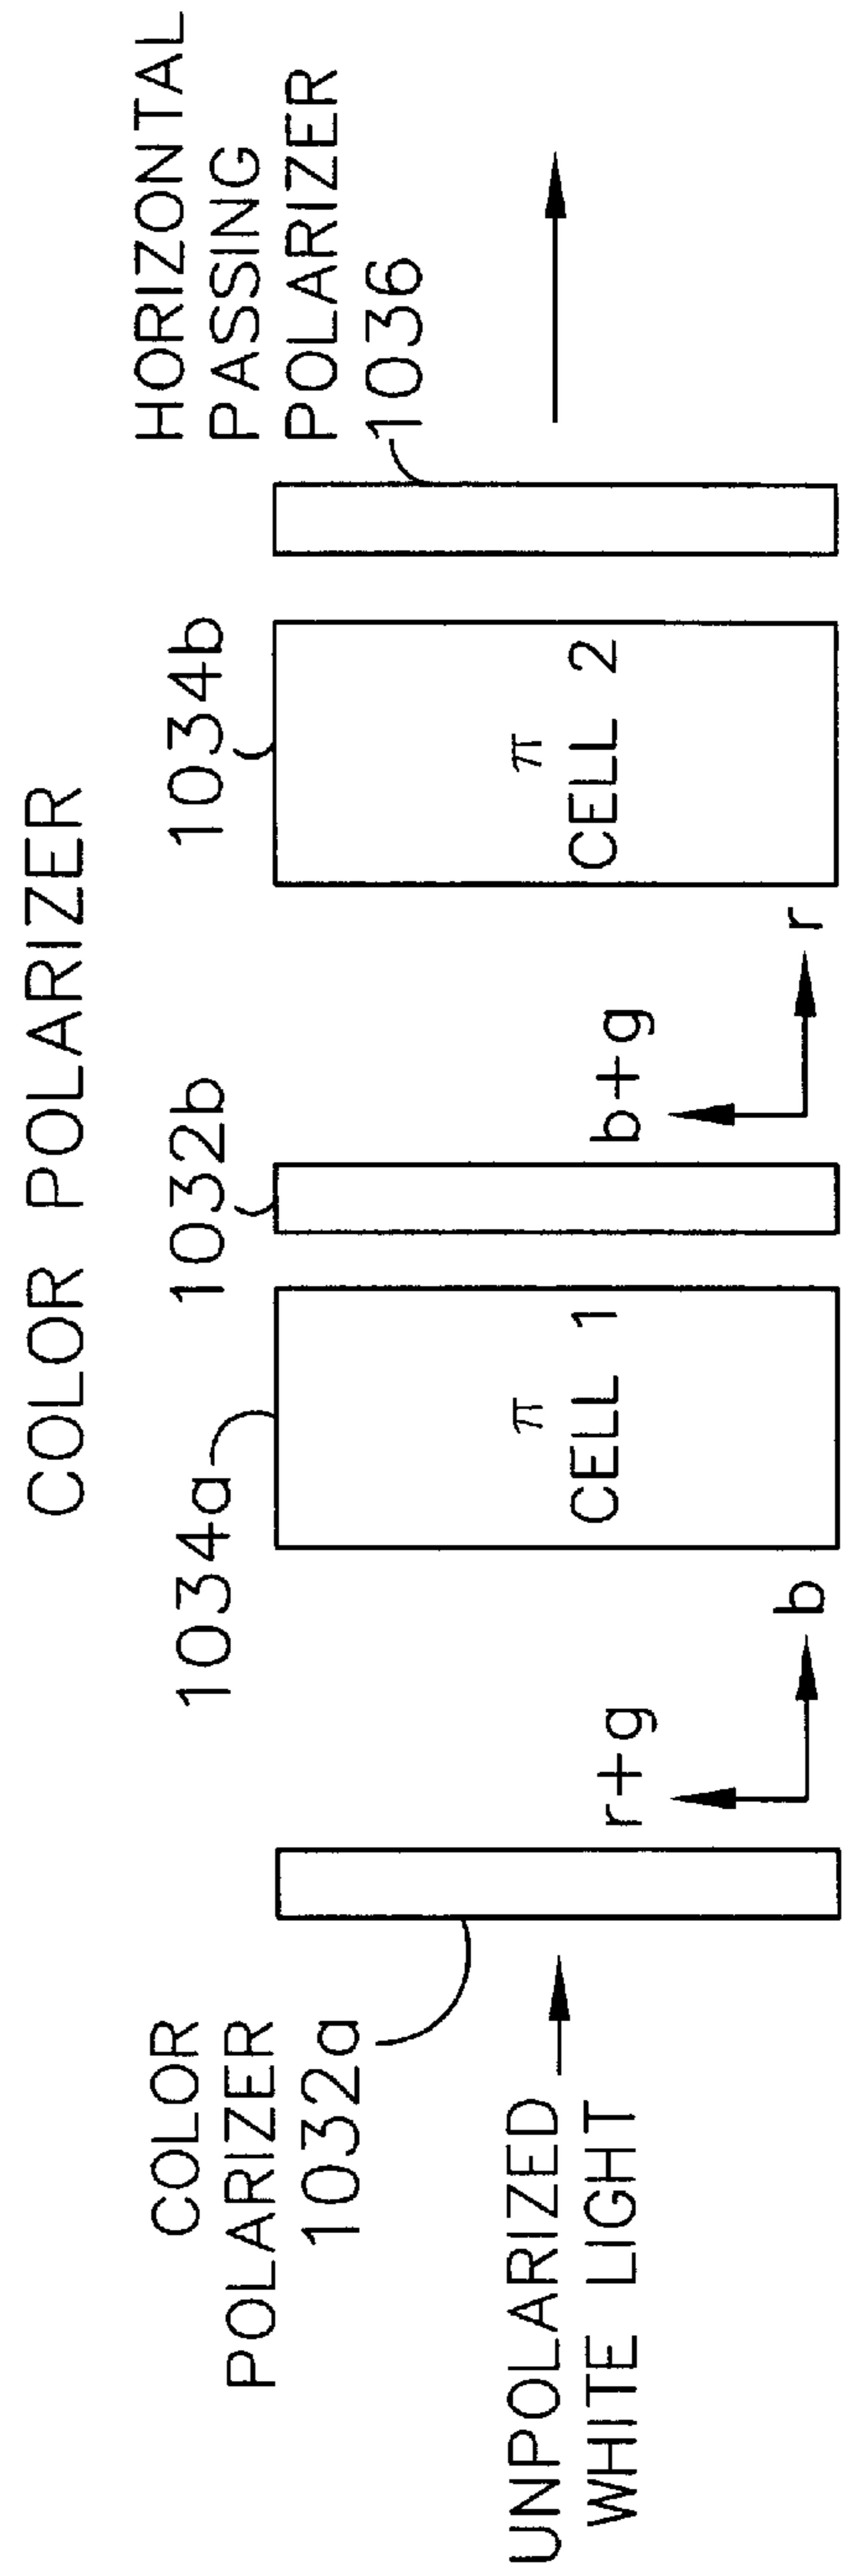 COLOR POLARIZER
COLOR
POLARIZER
1032a
UNPOLARIZED
WHITE LIGHT
r+g
b
1034a
π
CELL 1
1032b
b+g
r
1034b
π
CELL 2
HORIZONTAL
PASSING
POLARIZER
1036